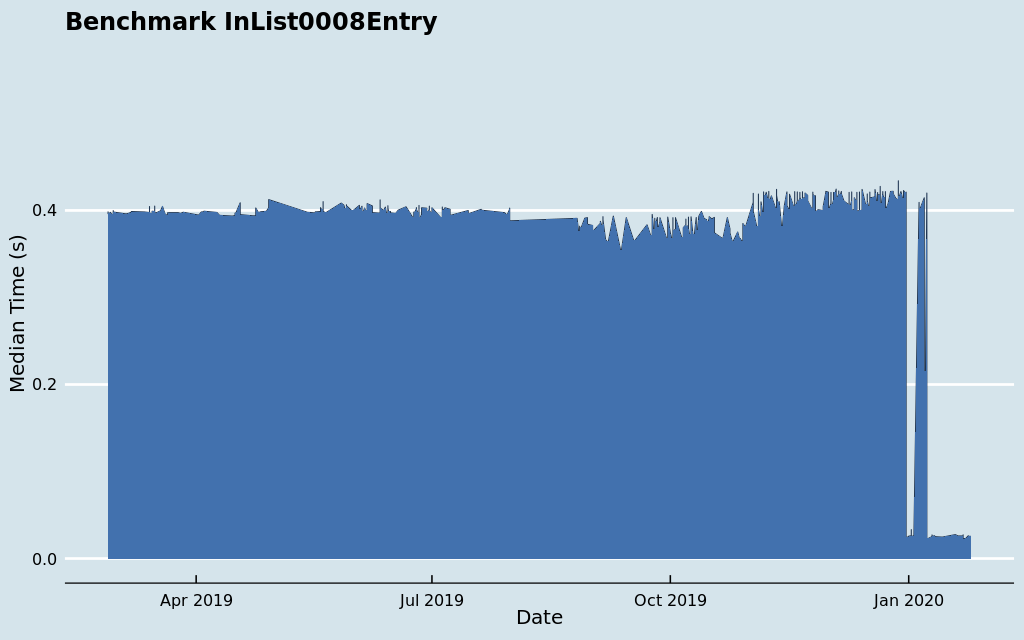 Benchmark InList0008Entry
Median Time (s)
0.4
0.2
0.0
Apr 2019
Jul 2019
Oct 2019
Jan 2020
Date